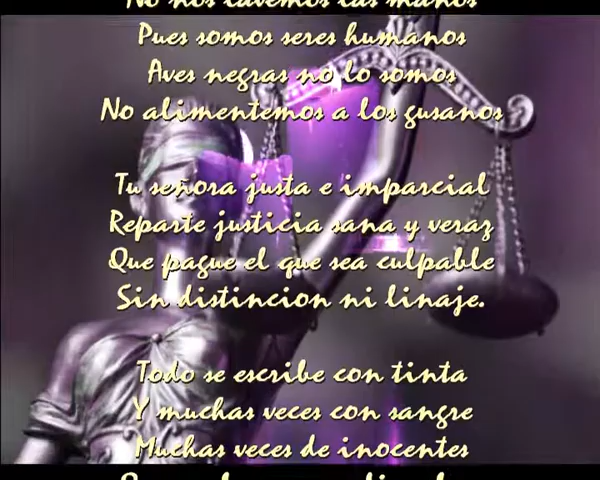 No nos lavemos las manos
Pues somos seres humanos
Aves negras no lo somos
No alimentemos a los gusanos
Tu señora justa e imparcial
Reparte justicia sana y veraz
Que pague el que sea culpable
Sin distincion ni linaje.
Todo se escribe con tinta
Y muchas veces con sangre
Muchas veces de inocentes